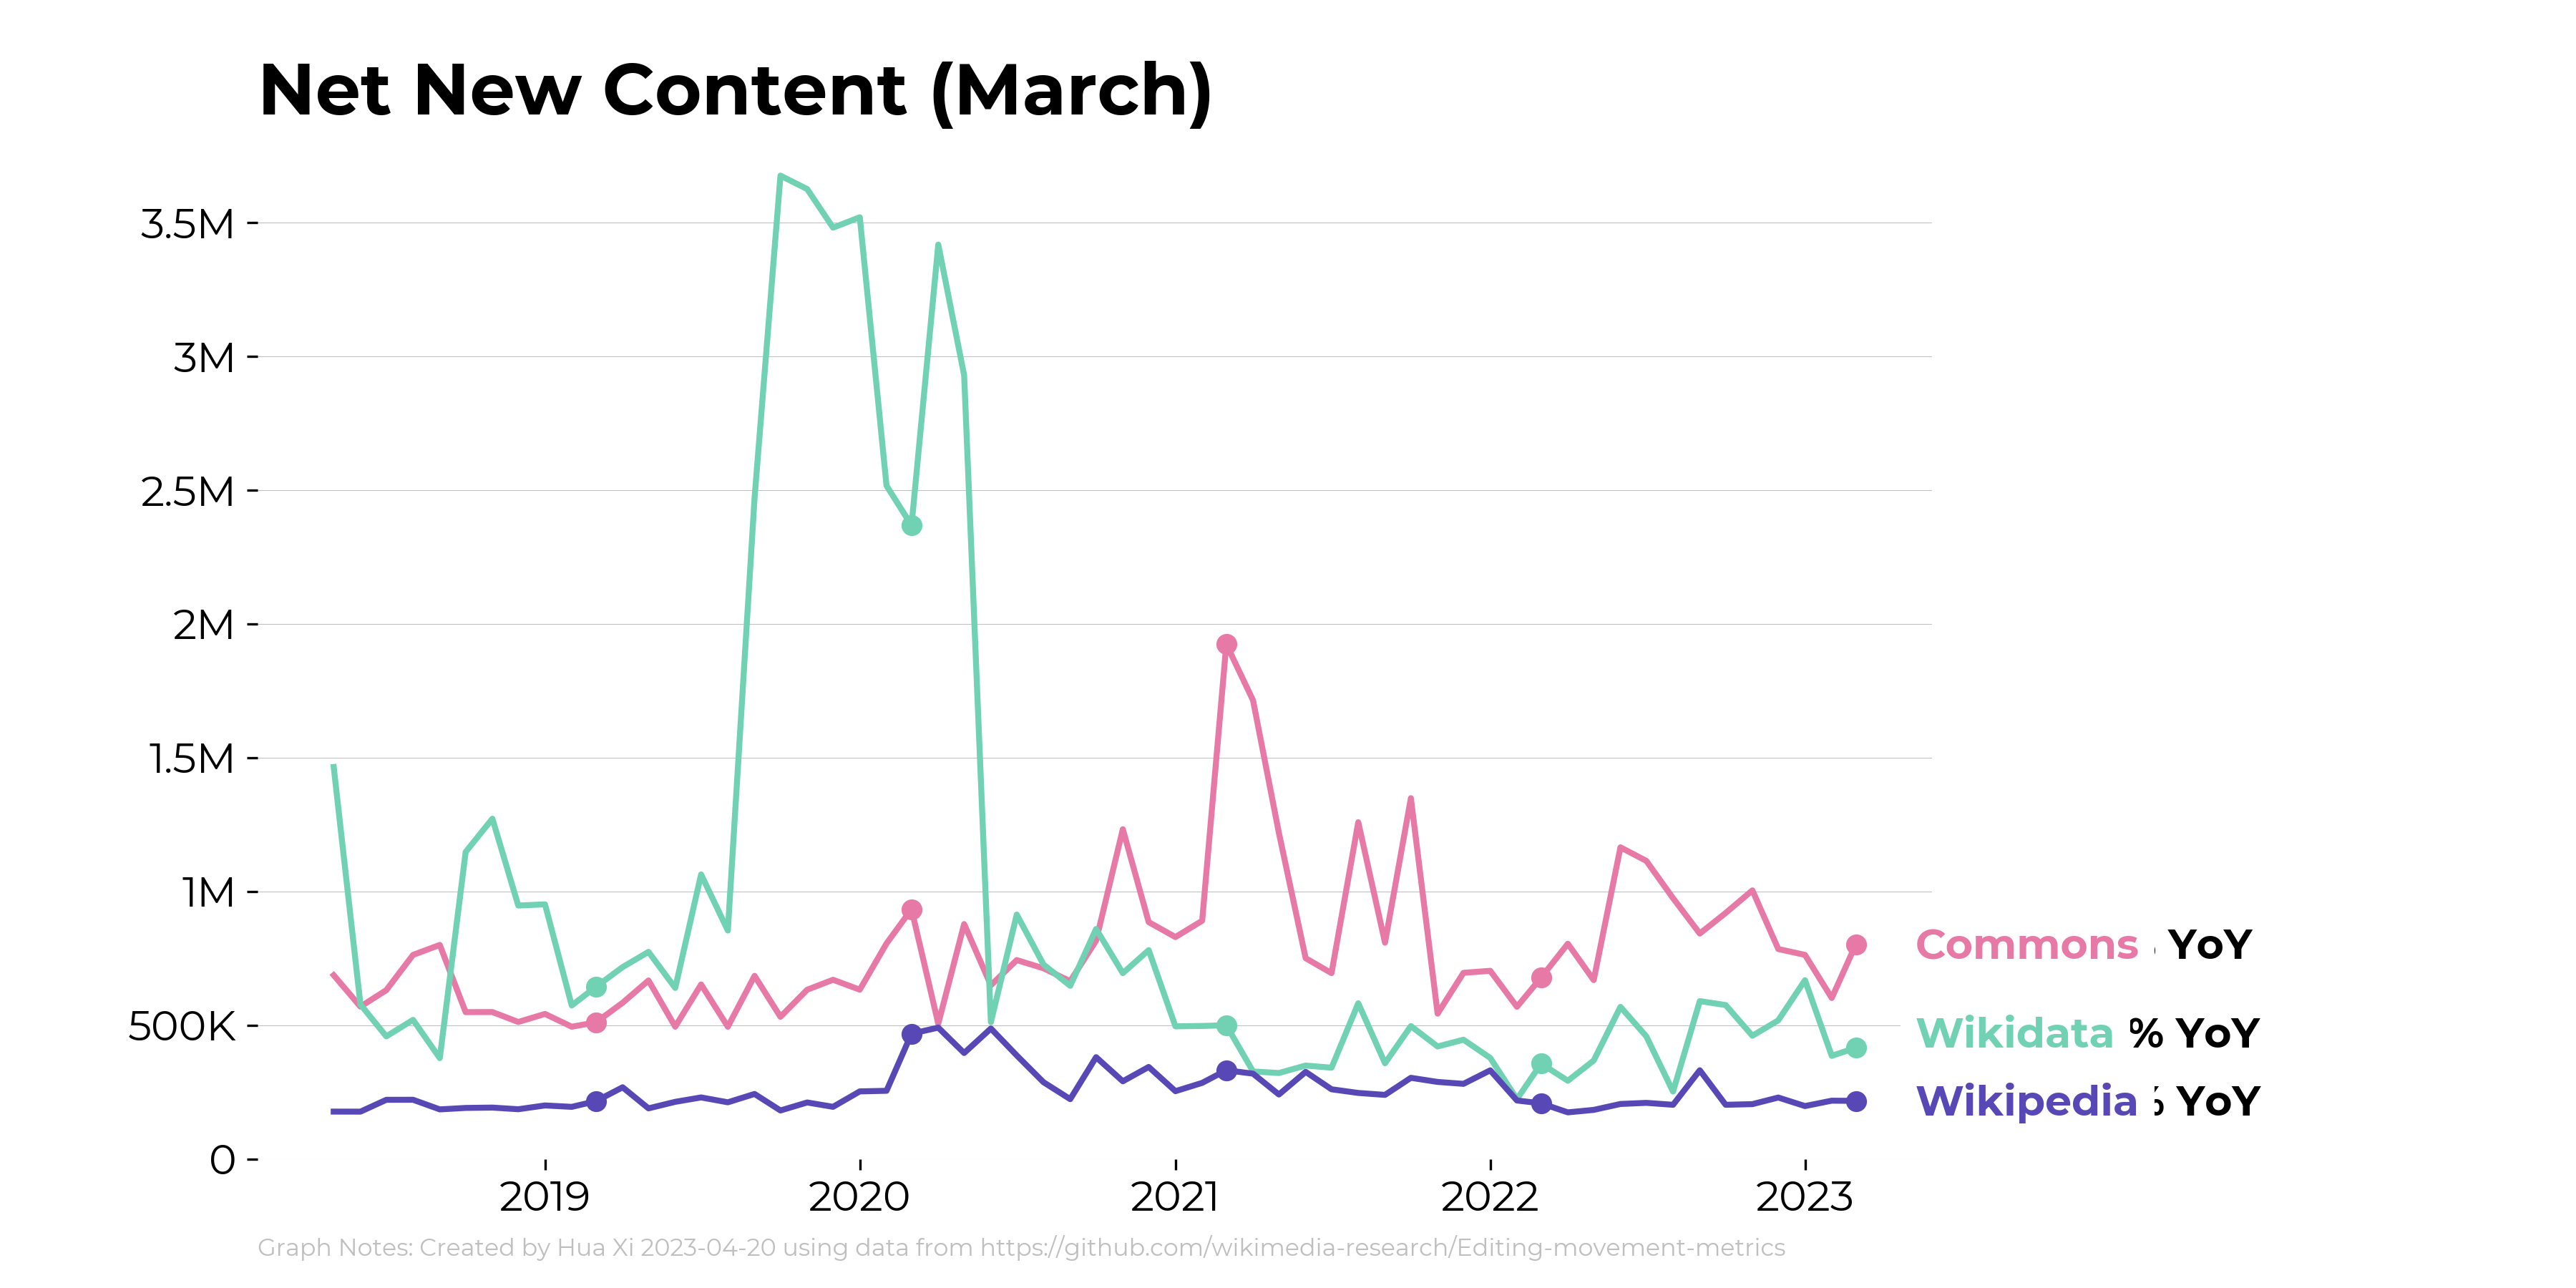 Net New Content (March)
3.5M
3M
2.5M
2M
1.5M
1M
500K
0
Commons YoY
Wikidata % YoY
Wikipedia YoY
2019 2020 2021 2022 2023
Graph Notes: Created by Hua Xi 2023-04-20 using data from https://github.com/wikimedia-research/Editing-movement-metrics